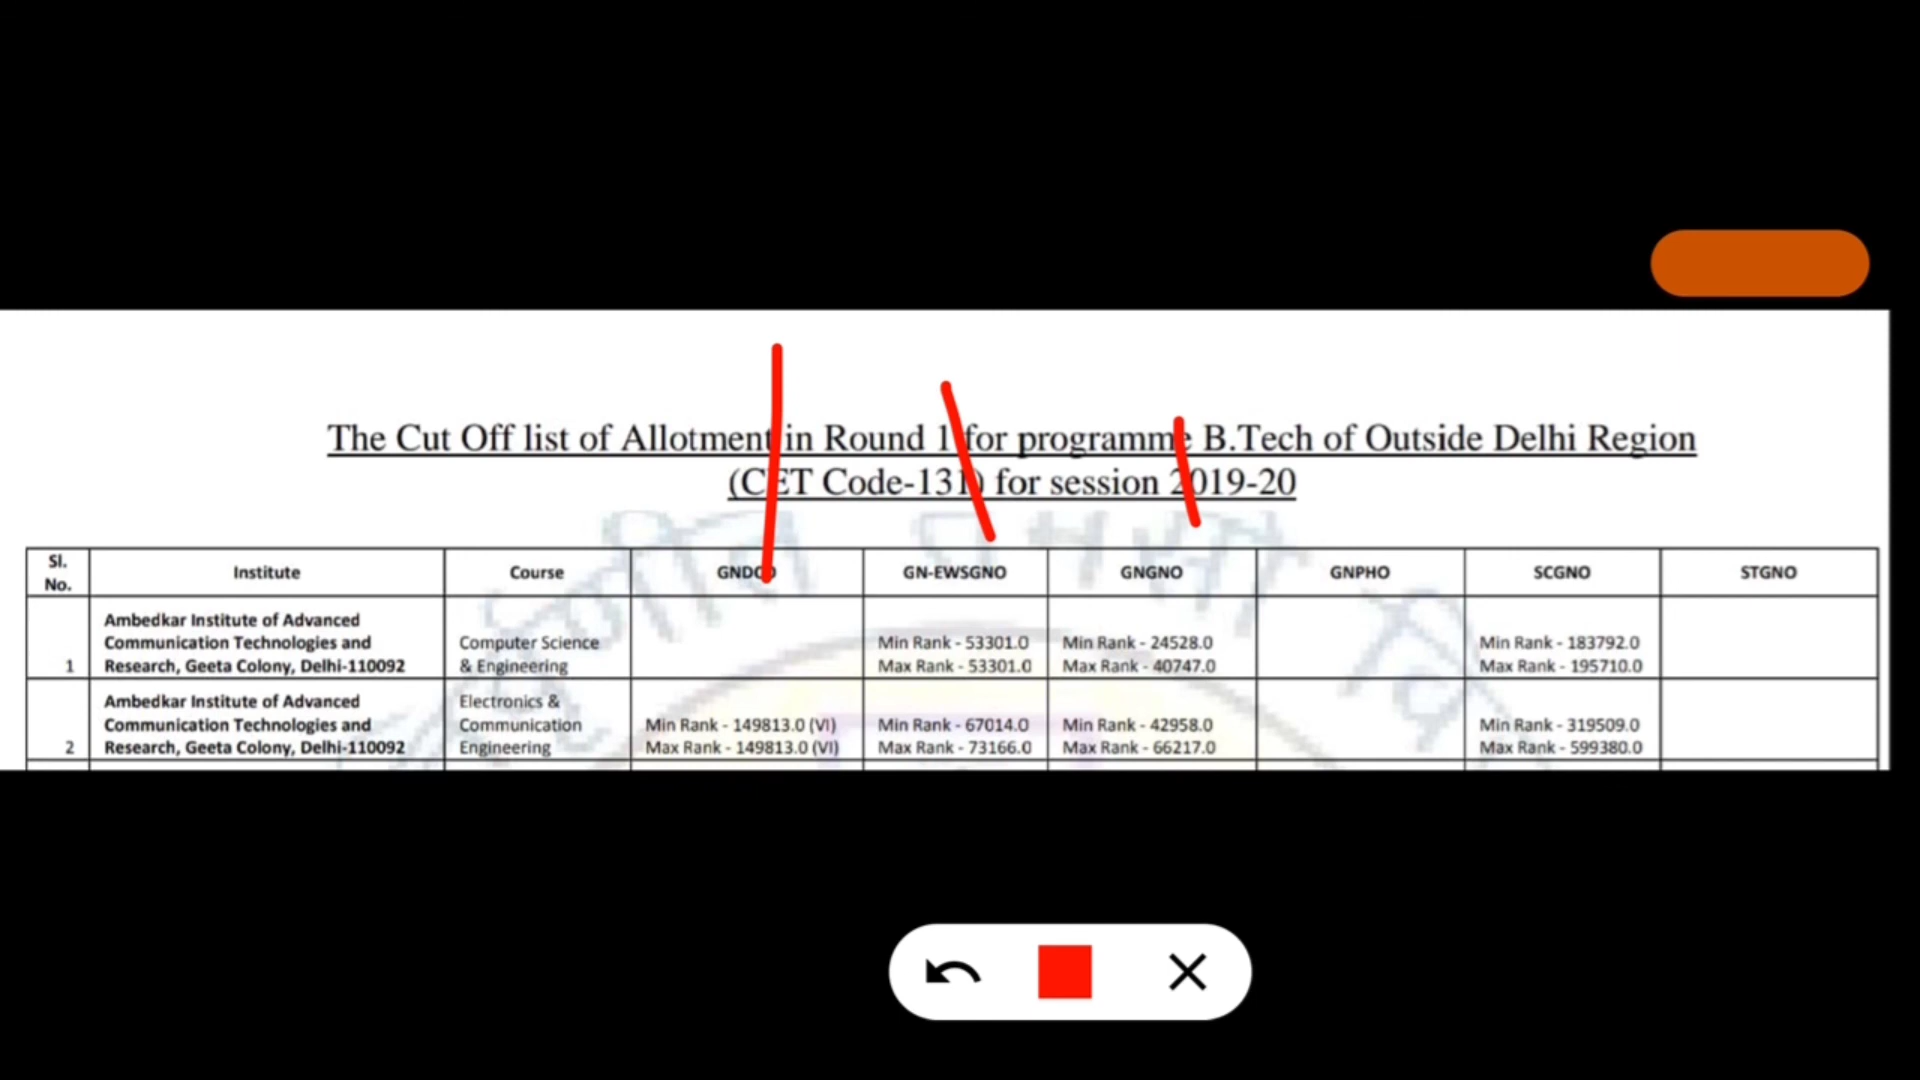 The Cut Off list of Allotment in Round 1 for programme B.Tech of Outside Delhi Region
(CET Code-131) for session 2019-20
Sl. No. Institute Course GN-EWSGNO GNGNO GNPHO SCGNO STGNO
1 Ambedkar Institute of Advanced Communication Technologies and Research, Geeta Colony, Delhi-110092 Computer Science & Engineering Min Rank - 53301.0 Max Rank - 53301.0 Min Rank - 24528.0 Max Rank - 40747.0 Min Rank - 183792.0 Max Rank - 195710.0
2 Ambedkar Institute of Advanced Communication Technologies and Research, Geeta Colony, Delhi-110092 Electronics & Communication Engineering Min Rank - 149813.0 (VI) Max Rank - 149813.0 (VI) Min Rank - 67014.0 Max Rank - 73166.0 Min Rank - 42958.0 Max Rank - 66217.0 Min Rank - 319509.0 Max Rank - 599380.0